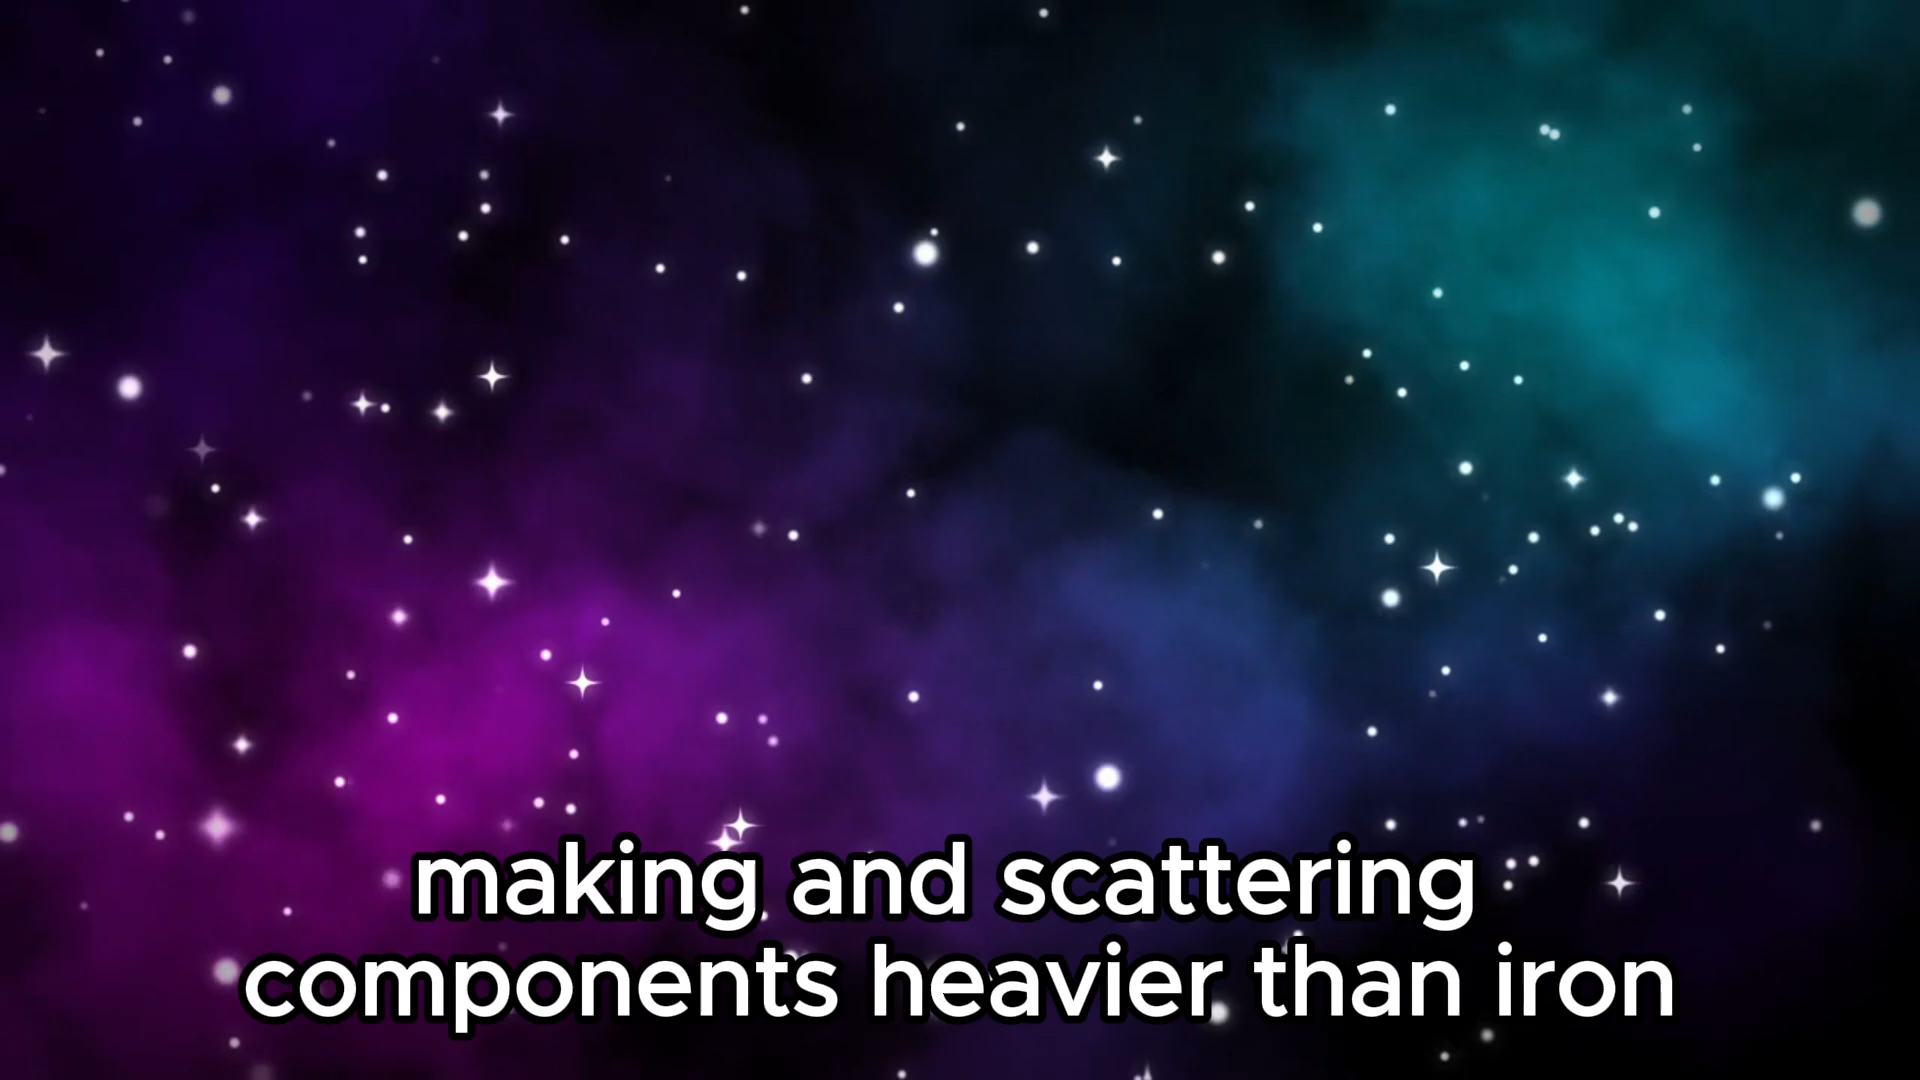 making and scattering
components heavier than iron